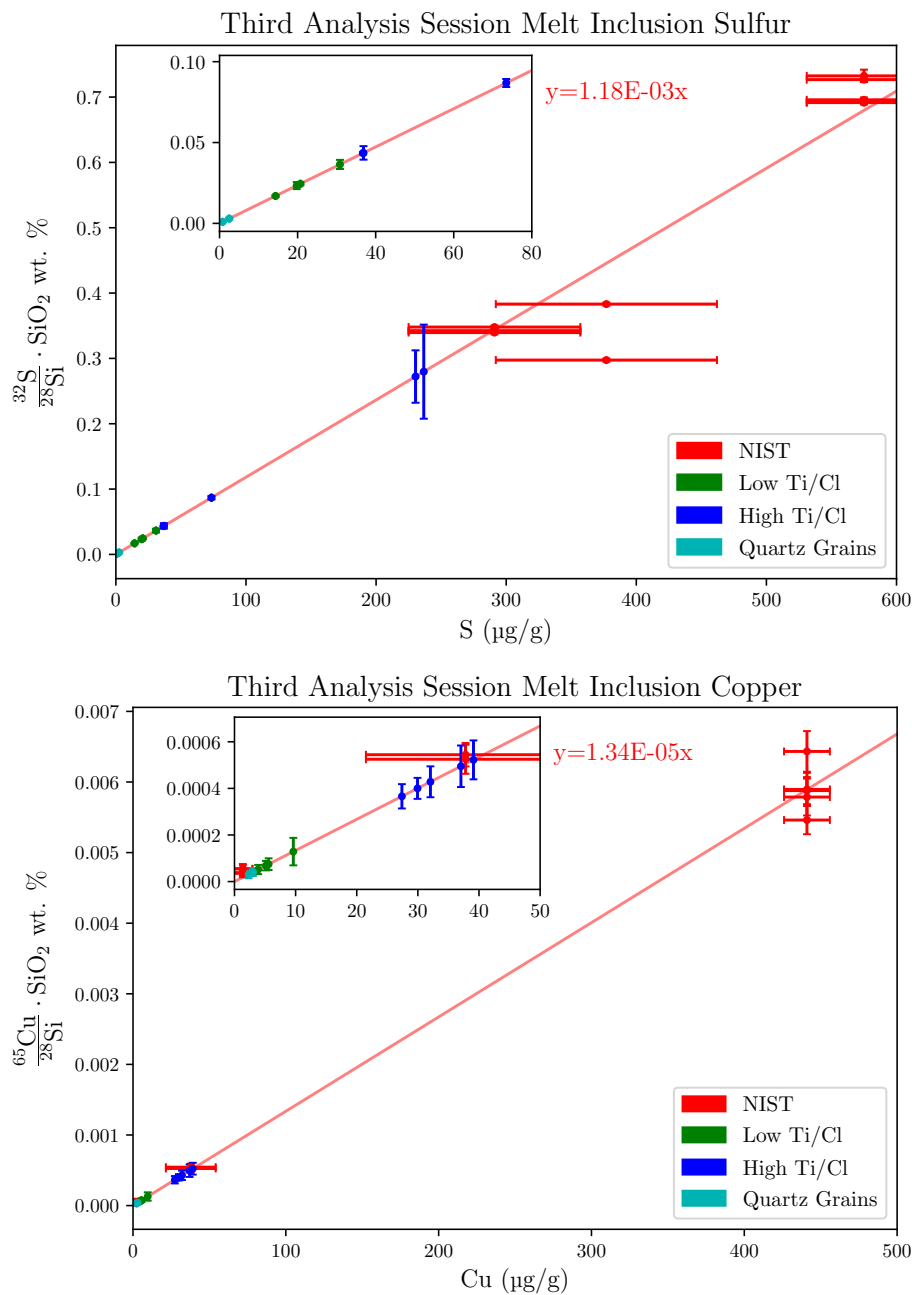 Third Analysis Session Melt Inclusion Sulfur
0.10
0.05
0.00
0
20
40
60
80
y=1.18E-03x
0.7
0.6
0.5
0.4
0.3
0.2
0.1
0.0
³²S/²⁸Si · SiO₂ wt. %
NIST
Low Ti/Cl
High Ti/Cl
Quartz Grains
0
100
200
300
400
500
600
S (µg/g)
Third Analysis Session Melt Inclusion Copper
0.0006
0.0004
0.0002
0.0000
0
10
20
30
40
50
y=1.34E-05x
0.007
0.006
0.005
0.004
0.003
0.002
0.001
0.000
⁶⁵Cu/²⁸Si · SiO₂ wt. %
NIST
Low Ti/Cl
High Ti/Cl
Quartz Grains
0
100
200
300
400
500
Cu (µg/g)